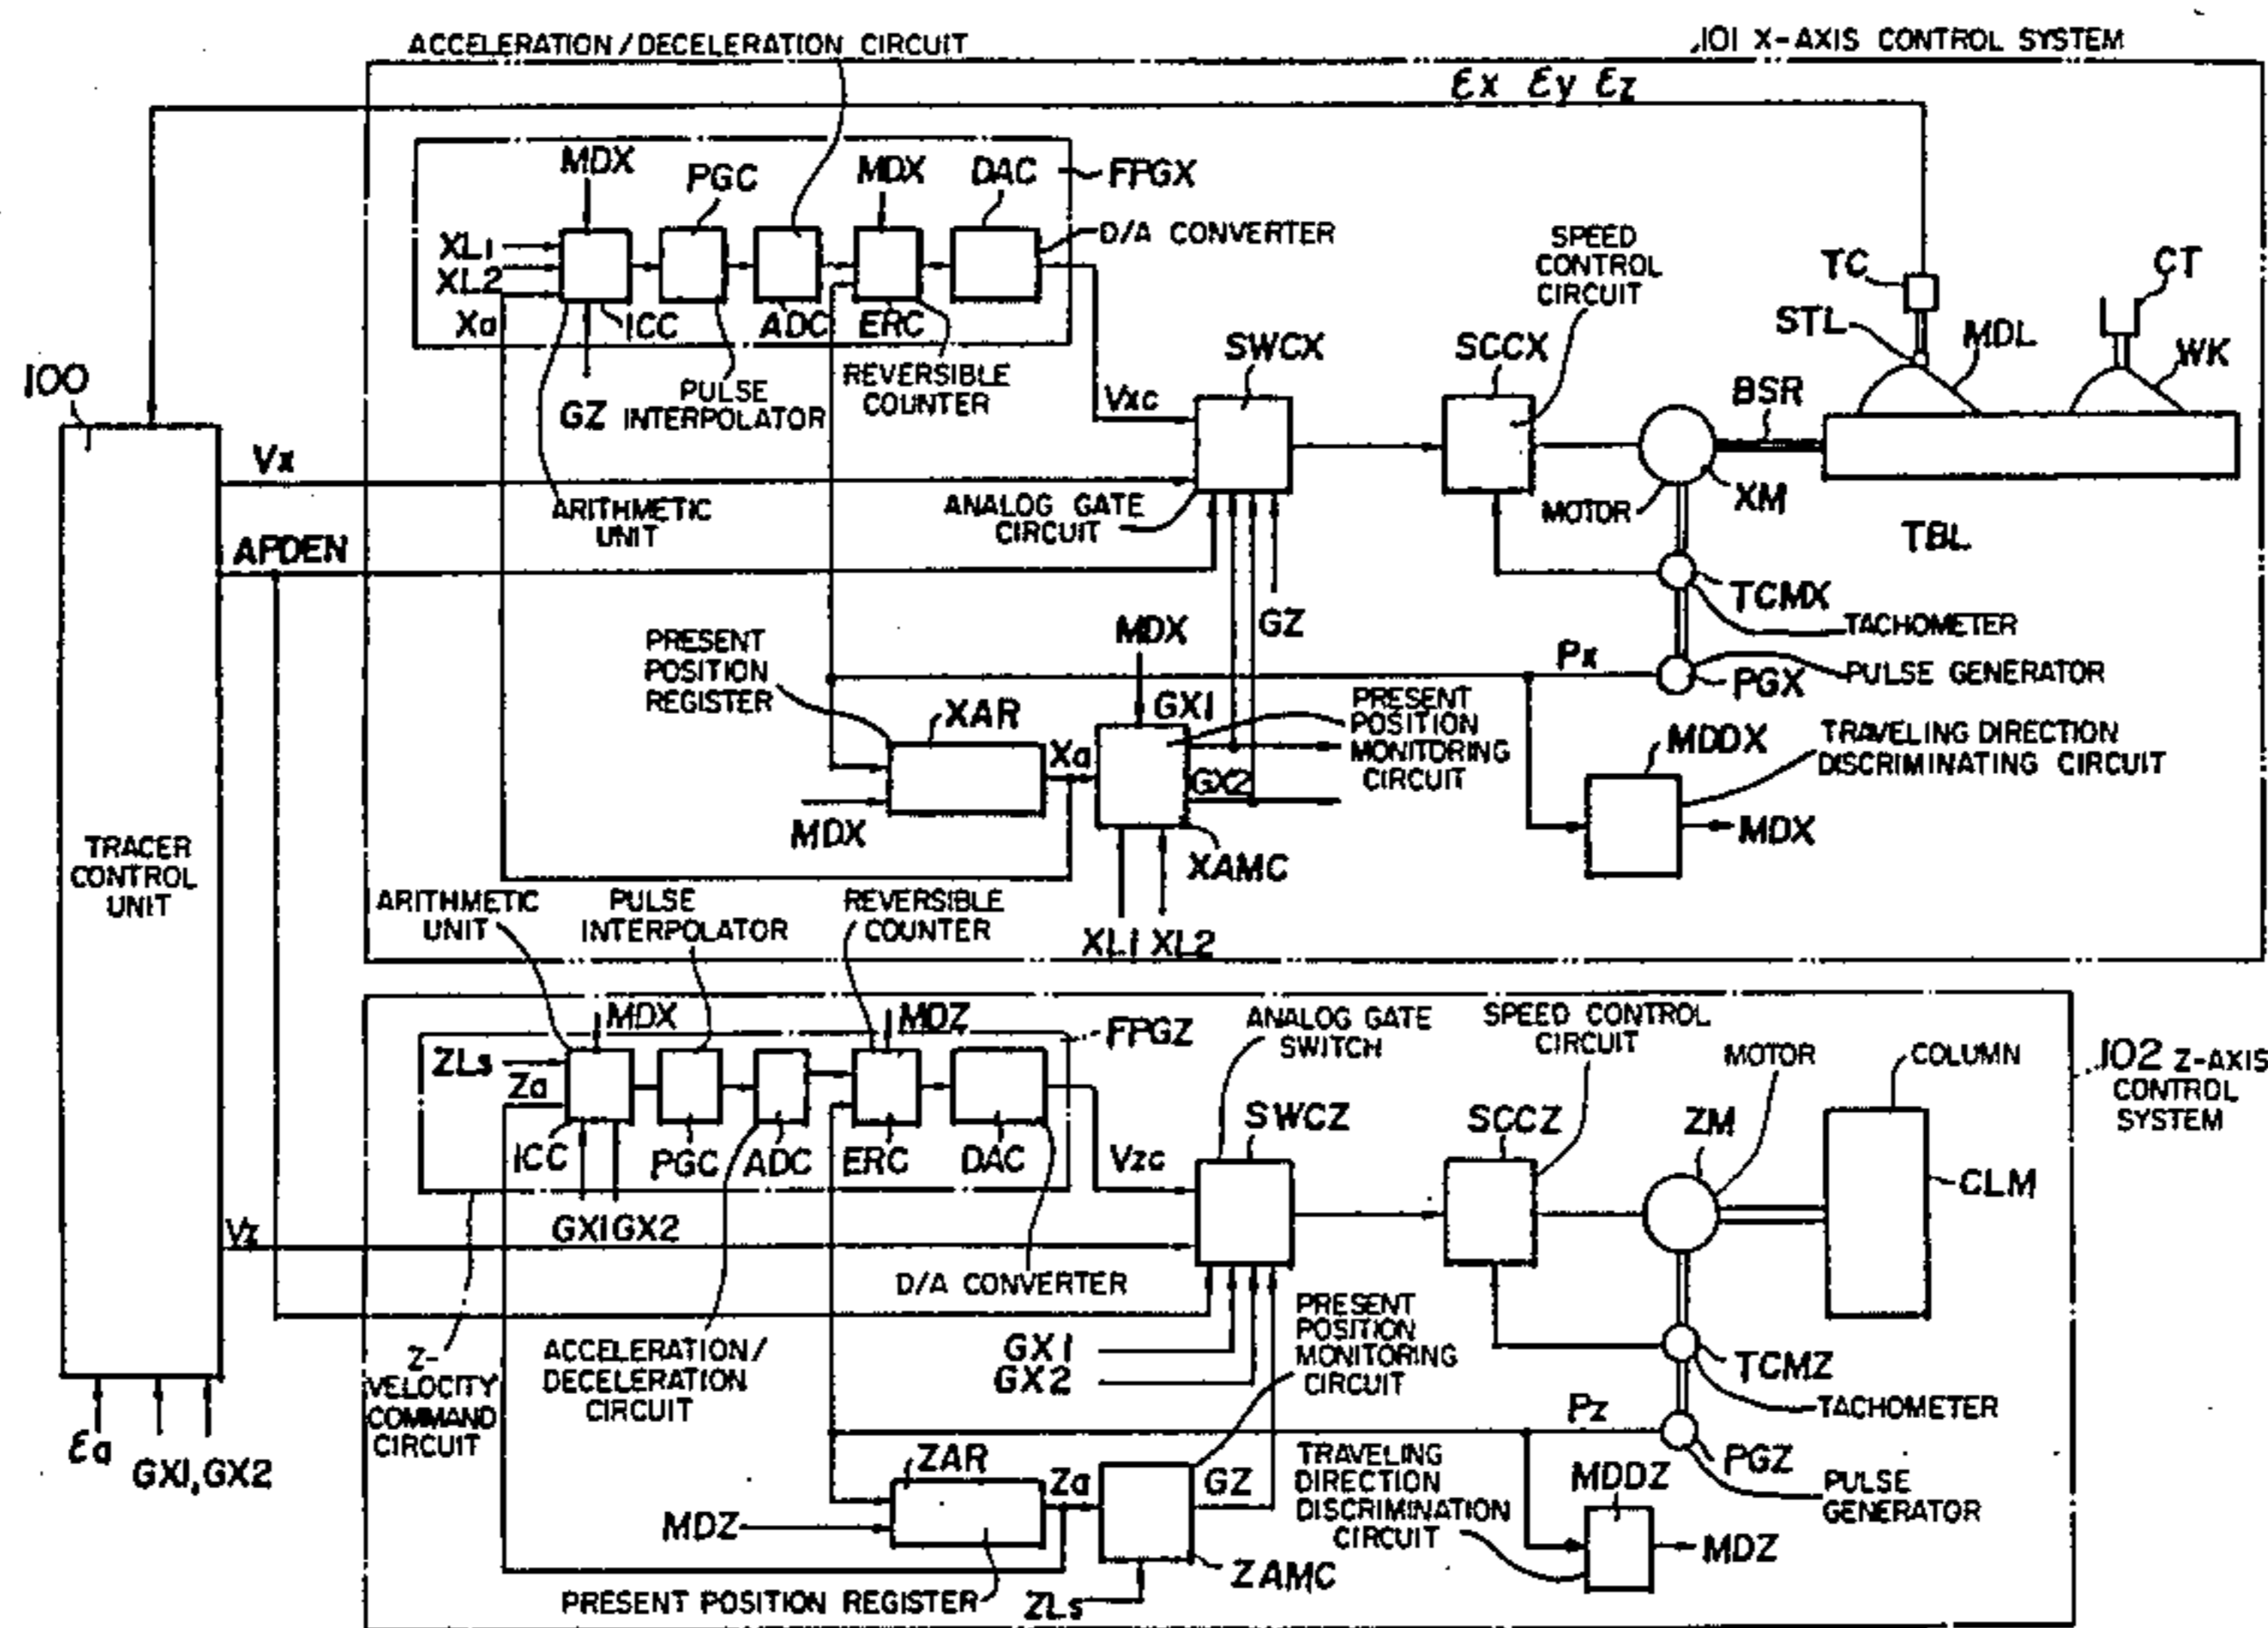 ACCELERATION/DECELERATION CIRCUIT
101 X-AXIS CONTROL SYSTEM
εx εy εz
MDX
PGC
MDX
DAC
FPGX
XL1
XL2
Xa
ICC
ADC
ERC
D/A CONVERTER
GZ
PULSE
INTERPOLATOR
REVERSIBLE
COUNTER
ARITHMETIC
UNIT
SPEED
CONTROL
CIRCUIT
TC
CT
STL
MDL
WK
SWCX
SCCX
BSR
Vxc
100
Vx
ANALOG GATE
CIRCUIT
MOTOR
XM
TBL
APDEN
TCMX
TACHOMETER
GZ
MDX
PRESENT
POSITION
REGISTER
Px
PGX
PULSE GENERATOR
XAR
GX1
PRESENT
POSITION
MONITORING
CIRCUIT
MDDX
TRAVELING DIRECTION
DISCRIMINATING CIRCUIT
Xa
GX2
MDX
MDX
XAMC
TRACER
CONTROL
UNIT
XL1 XL2
ARITHMETIC
UNIT
PULSE
INTERPOLATOR
REVERSIBLE
COUNTER
MDX
MDZ
FPGZ
ANALOG GATE
SWITCH
SPEED CONTROL
CIRCUIT
MOTOR
COLUMN
102 Z-AXIS
CONTROL
SYSTEM
ZLs
Za
ICC
PGC
ADC
ERC
DAC
Vzc
SWCZ
SCCZ
ZM
CLM
GX1 GX2
Vz
D/A CONVERTER
Z-
VELOCITY
COMMAND
CIRCUIT
ACCELERATION/
DECELERATION
CIRCUIT
GX1
GX2
PRESENT
POSITION
MONITORING
CIRCUIT
TCMZ
TACHOMETER
Pz
PGZ
PULSE
GENERATOR
εa
GX1,GX2
ZAR
Za
GZ
TRAVELING
DIRECTION
DISCRIMINATION
CIRCUIT
MDDZ
MDZ
MDZ
ZAMC
PRESENT POSITION REGISTER
ZLs